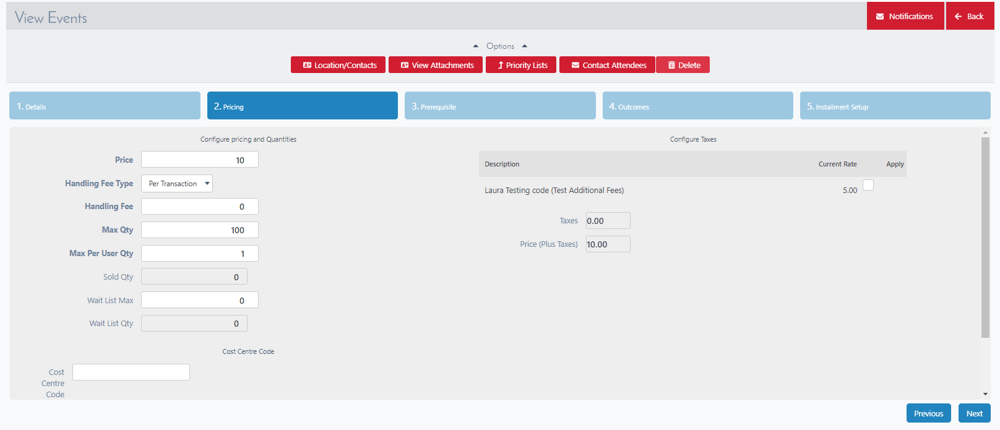 View Events
Notifications
Back
Options
Location/Contacts
View Attachments
Priority Lists
Contact Attendees
Delete
1. Details
2. Pricing
3. Prerequisite
4. Outcomes
5. Installment Setup
Configure pricing and Quantities
Price 10
Handling Fee Type Per Transaction
Handling Fee 0
Max Qty 100
Max Per User Qty 1
Sold Qty 0
Wait List Max 0
Wait List Qty 0
Cost Centre Code
Cost
Centre
Code
Configure Taxes
Description Current Rate Apply
Laura Testing code (Test Additional Fees) 5.00
Taxes 0.00
Price (Plus Taxes) 10.00
Previous
Next